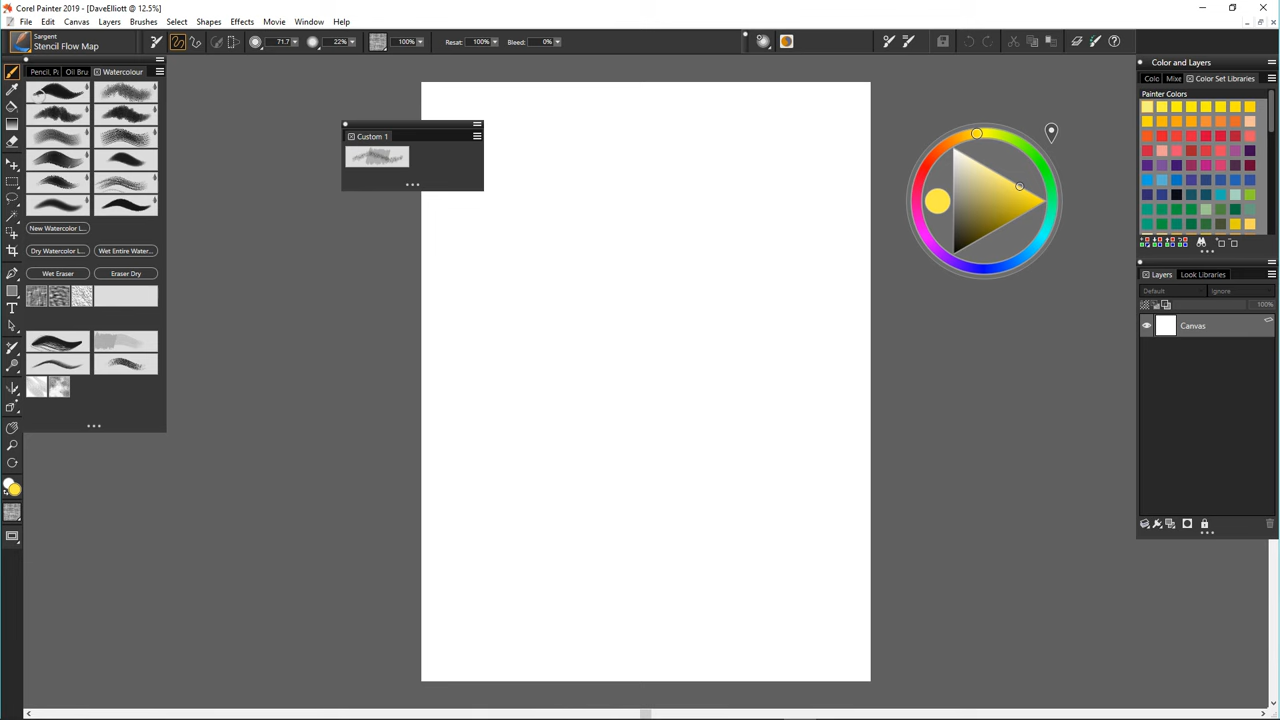 Corel Painter 2019 - [DaveElliott @ 12.5%]
File Edit Canvas Layers Brushes Select Shapes Effects Movie Window Help
Sargent
Stencil Flow Map
71.7 22% 100% Reset: 100% Bleed: 0%
Color and Layers
Pencil, P Oil Bru Watercolour
Colo Mixe Color Set Libraries
Painter Colors
Custom 1
New Watercolor L...
Dry Watercolor L... Wet Entire Water...
Wet Eraser Eraser Dry
Layers Look Libraries
Default Ignore
100%
Canvas